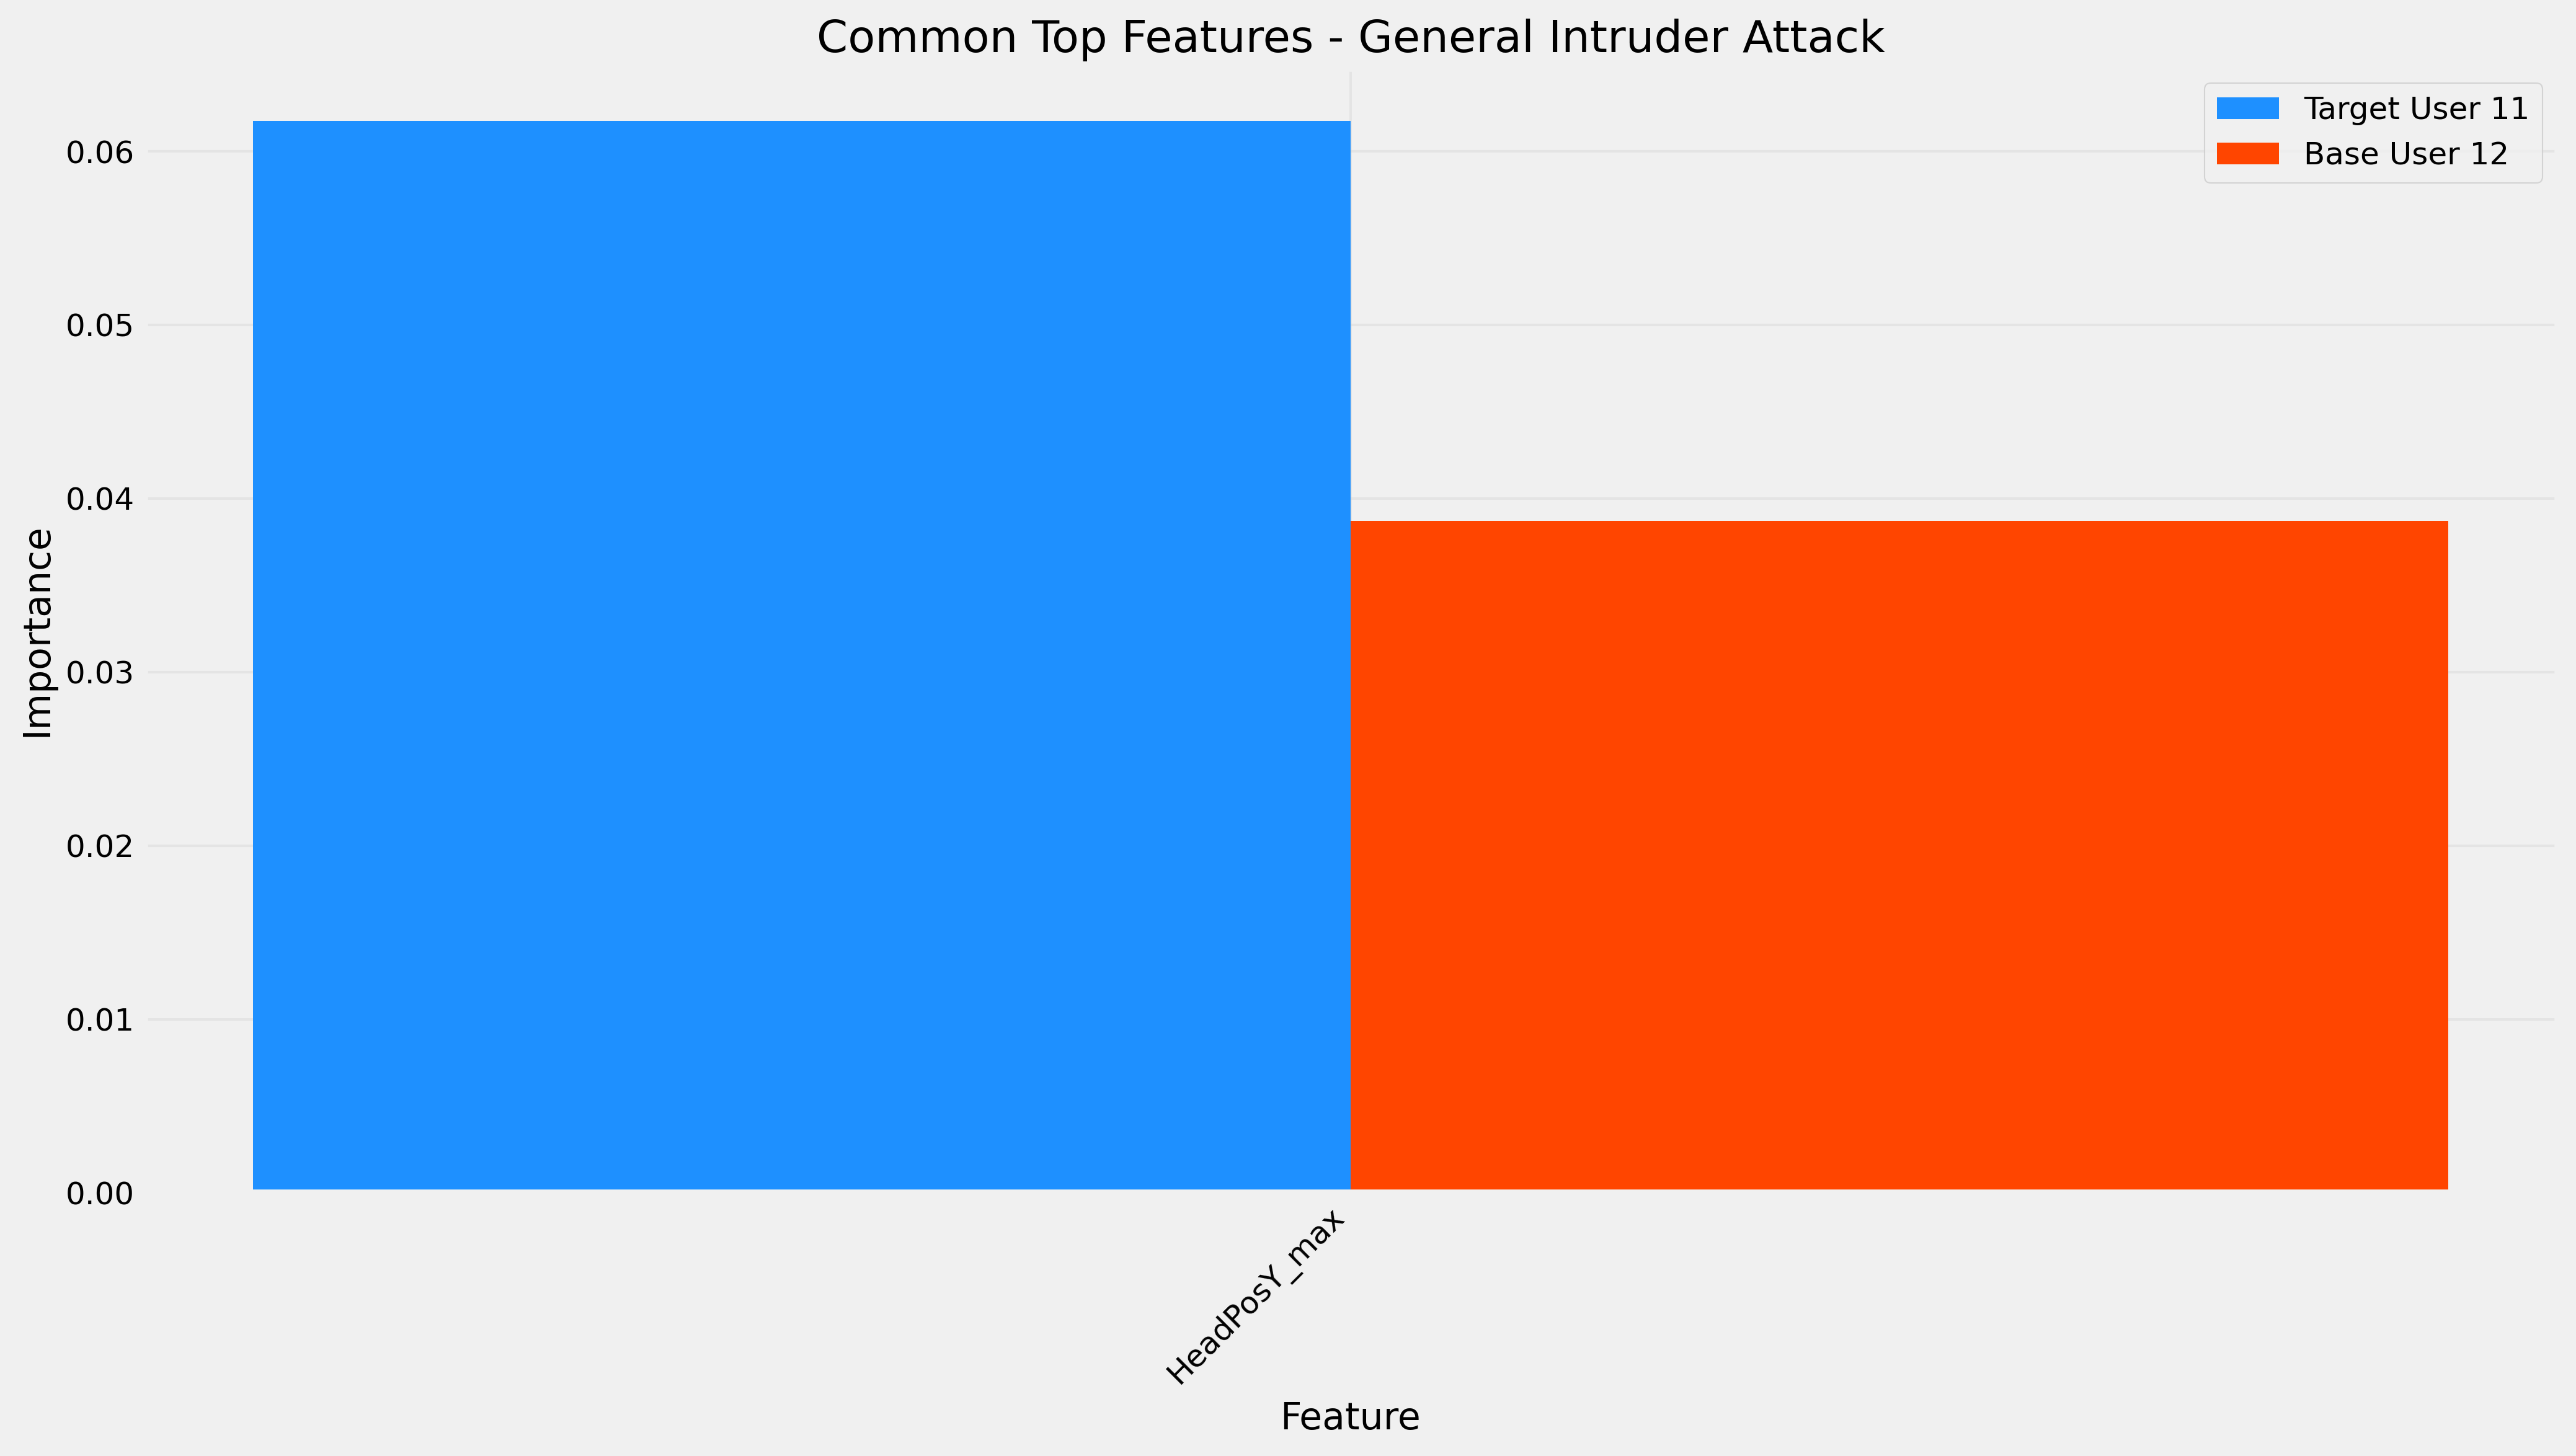 Common Top Features - General Intruder Attack
Target User 11
Base User 12
0.06
0.05
0.04
0.03
0.02
0.01
0.00
Importance
HeadPosY_max
Feature